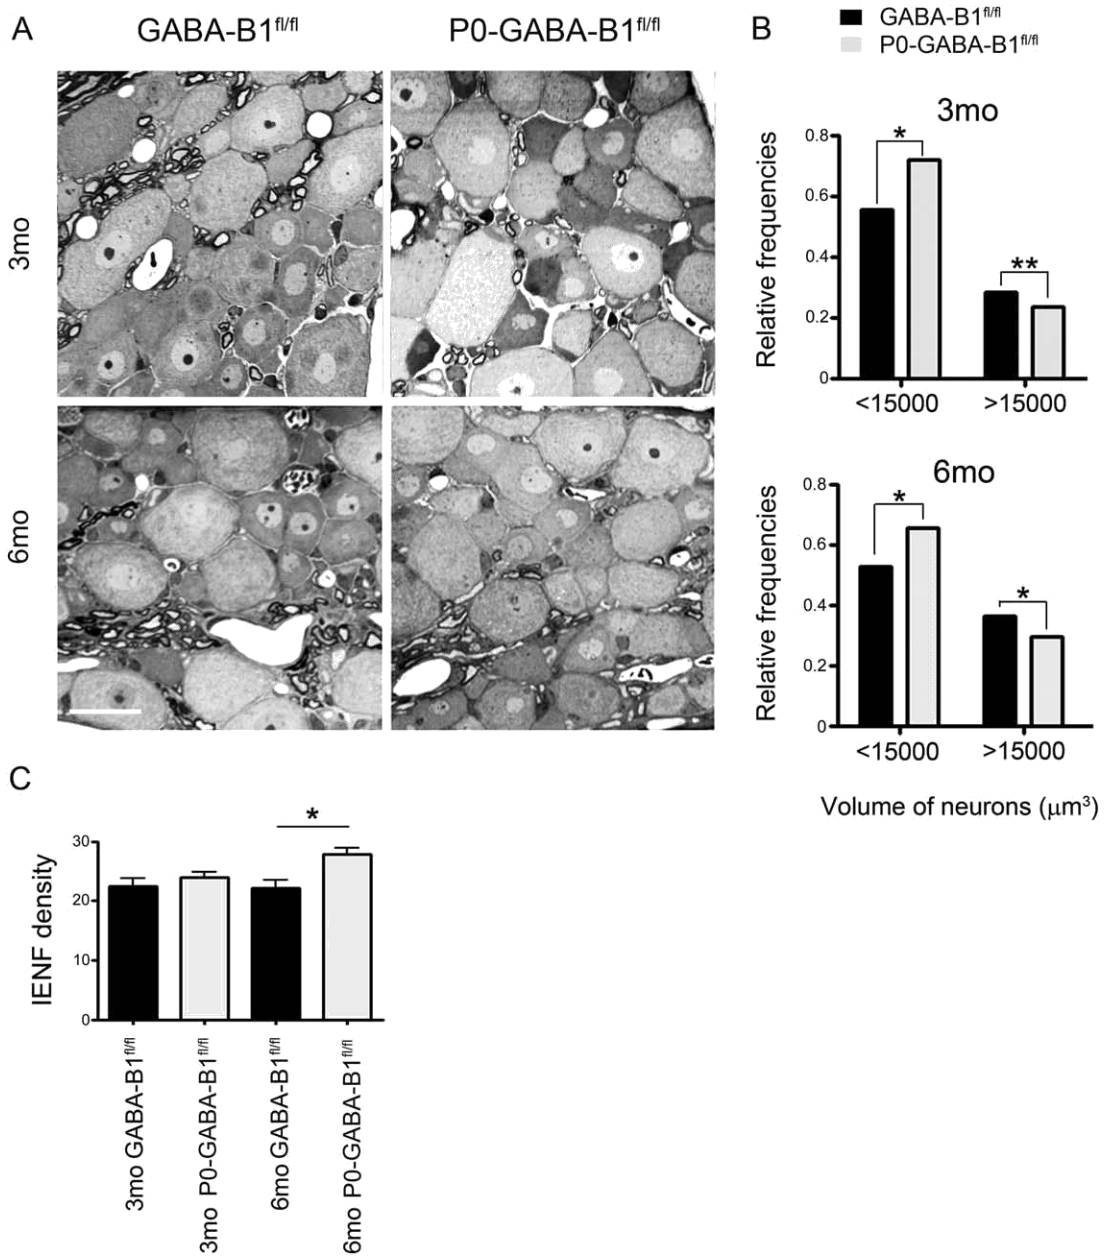 A
GABA-B1fl/fl
P0-GABA-B1fl/fl
3mo
6mo
B
GABA-B1fl/fl
P0-GABA-B1fl/fl
3mo
Relative frequencies
0.8
0.6
0.4
0.2
0
*
**
<15000
>15000
6mo
Relative frequencies
0.8
0.6
0.4
0.2
0
*
*
<15000
>15000
Volume of neurons (μm³)
C
IENF density
30
20
10
0
*
3mo GABA-B1fl/fl
3mo P0-GABA-B1fl/fl
6mo GABA-B1fl/fl
6mo P0-GABA-B1fl/fl